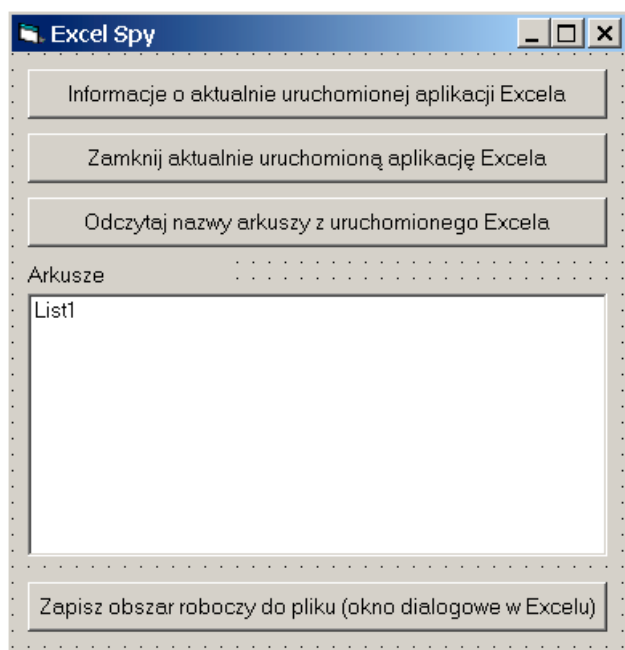 Excel Spy
Informacje o aktualnie uruchomionej aplikacji Excela
Zamknij aktualnie uruchomioną aplikację Excela
Odczytaj nazwy arkuszy z uruchomionego Excela
Arkusze
List1
Zapisz obszar roboczy do pliku (okno dialogowe w Excelu)